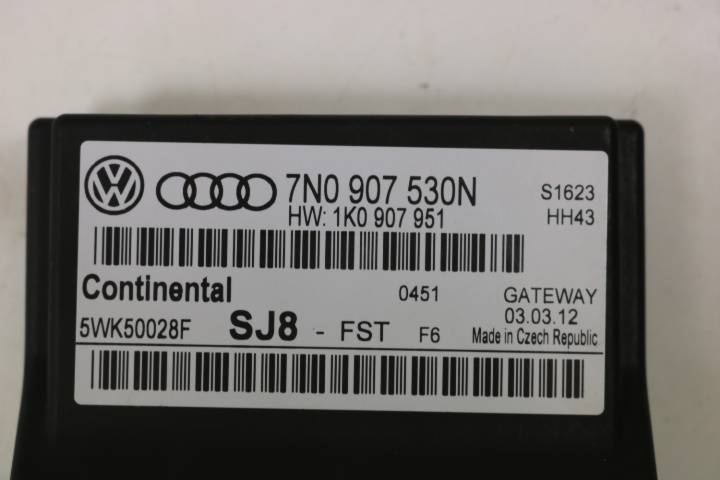 7N0 907 530N S1623
HW: 1K0 907 951 HH43
Continental 0451 GATEWAY
03.03.12
5WK50028F SJ8 - FST F6 Made in Czech Republic